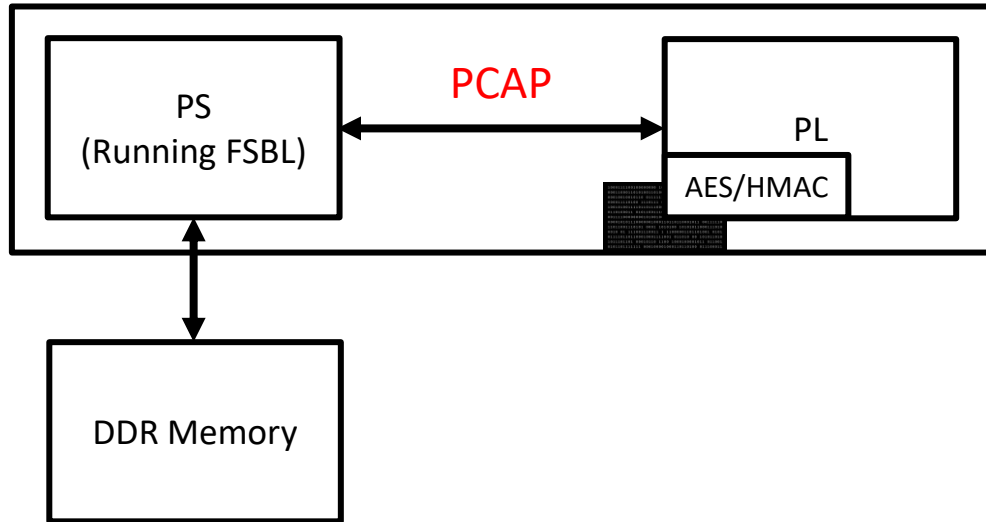 PS
(Running FSBL)
PCAP
PL
AES/HMAC
DDR Memory